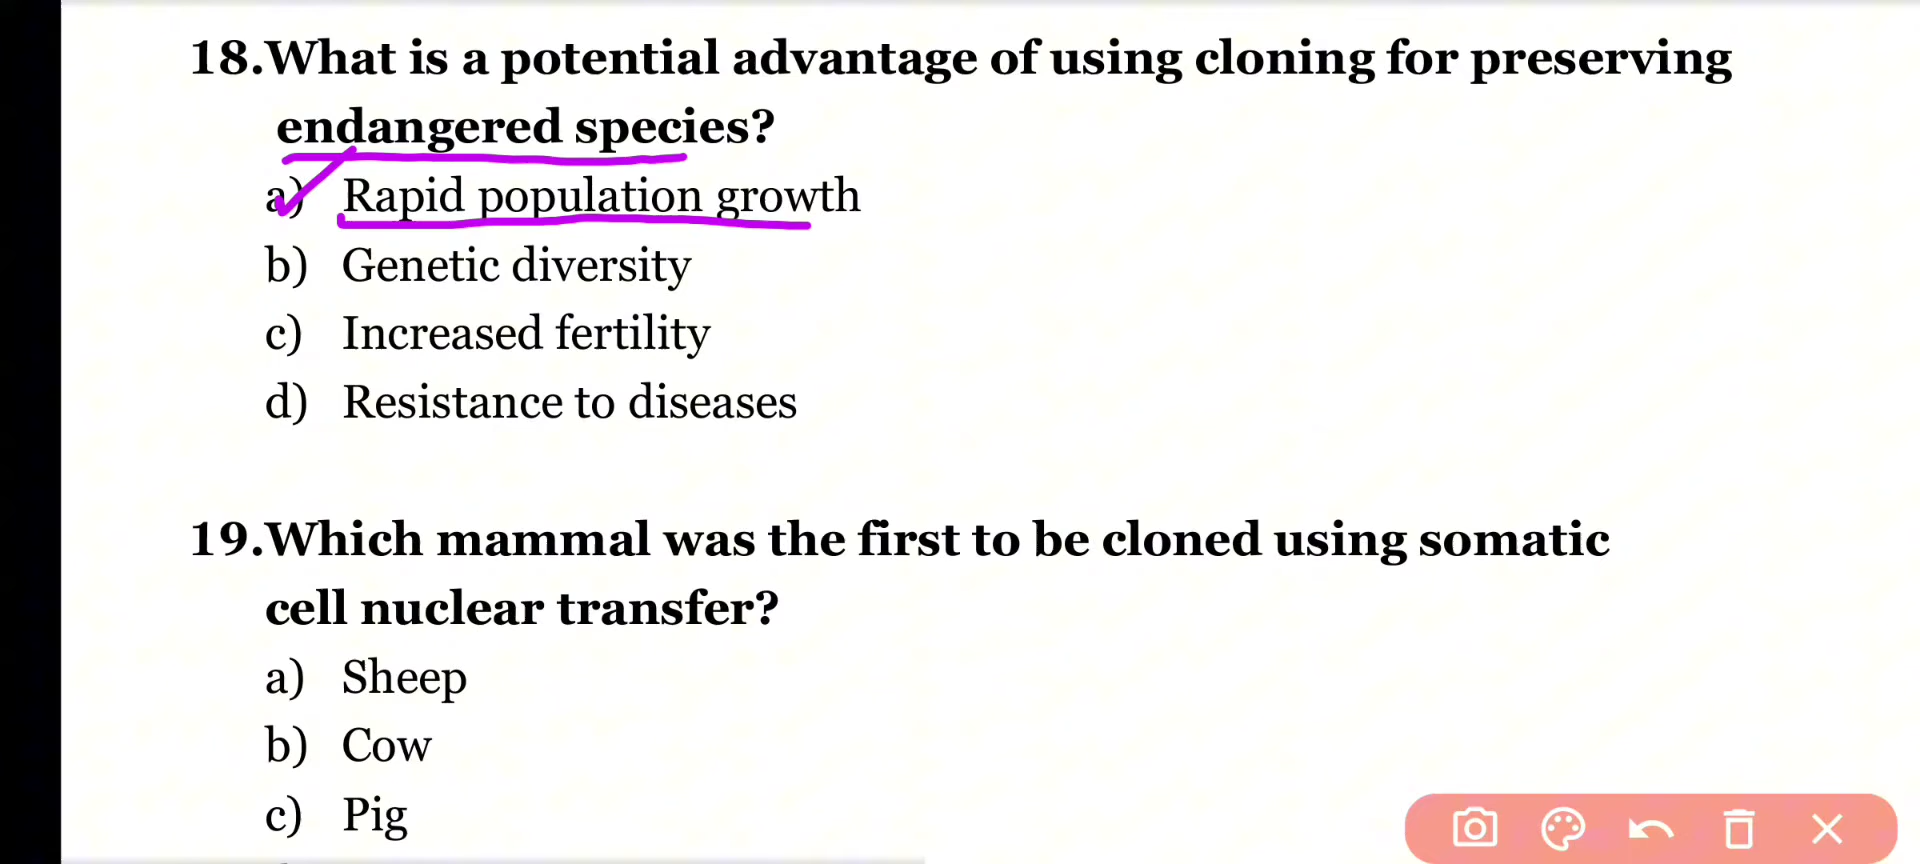 18.What is a potential advantage of using cloning for preserving
endangered species?
a) Rapid population growth
b) Genetic diversity
c) Increased fertility
d) Resistance to diseases
19.Which mammal was the first to be cloned using somatic
cell nuclear transfer?
a) Sheep
b) Cow
c) Pig